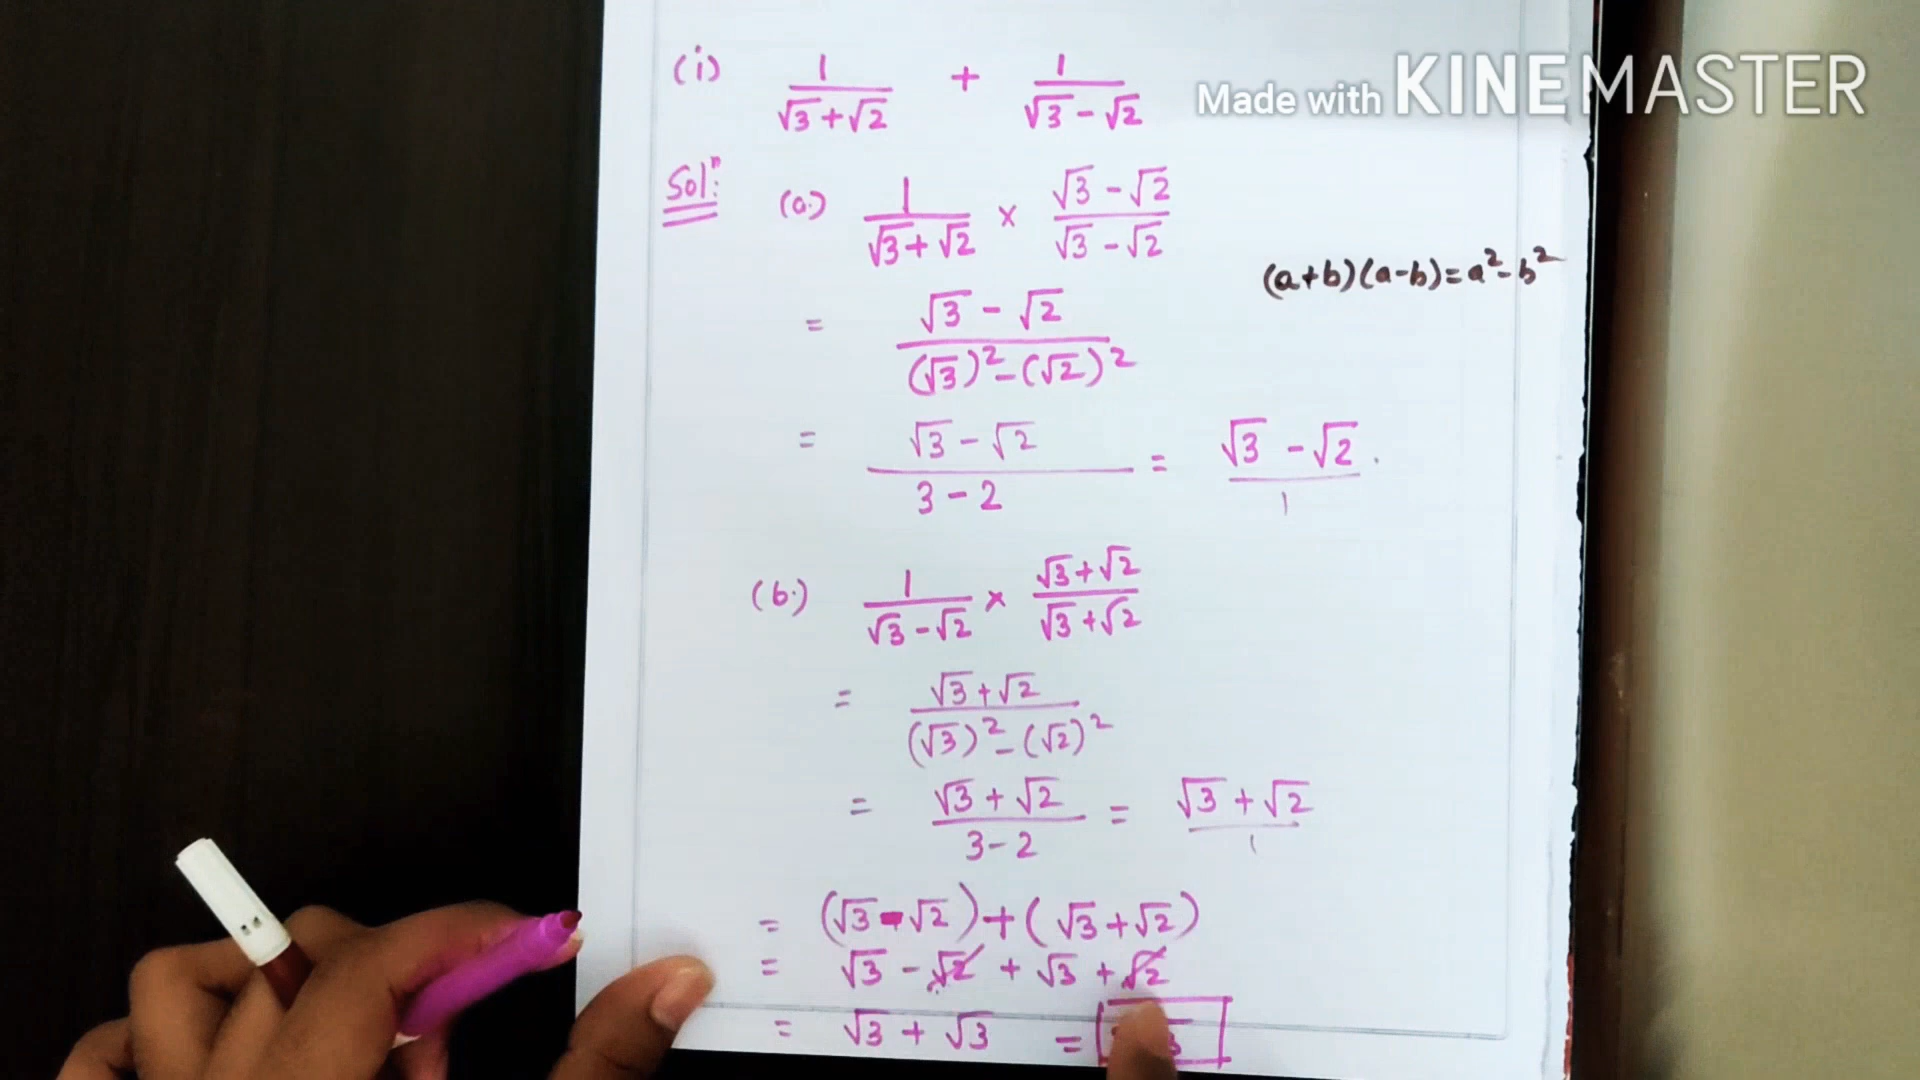 (i) 1/(√3+√2) + 1/(√3-√2)
Made with KINEMASTER
Solⁿ:
(a.) 1/(√3+√2) × (√3-√2)/(√3-√2)
(a+b)(a-b)=a²-b²
= (√3-√2)/((√3)²-(√2)²)
= (√3-√2)/(3-2) = (√3-√2)/1.
(b.) 1/(√3-√2) × (√3+√2)/(√3+√2)
= (√3+√2)/((√3)²-(√2)²)
= (√3+√2)/(3-2) = (√3+√2)/1
= (√3-√2)+(√3+√2)
= √3-√2+√3+√2
= √3+√3 =